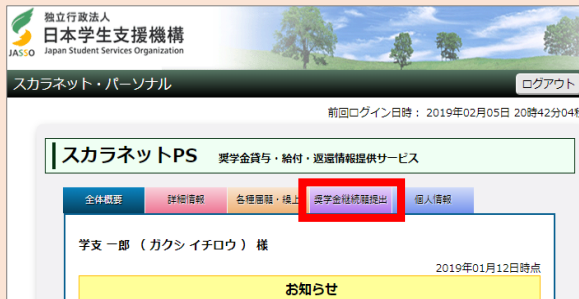 独立行政法人
日本学生支援機構
JASSO Japan Student Services Organization
スカラネット・パーソナル
ログアウト
前回ログイン日時： 2019年02月05日 20時42分04秒
スカラネットPS 奨学金貸与・給付・返還情報提供サービス
全体概要 詳細情報 各種届願・繰上 奨学金継続願提出 個人情報
学支 一郎 （ ガクシ イチロウ ） 様
2019年01月12日時点
お知らせ